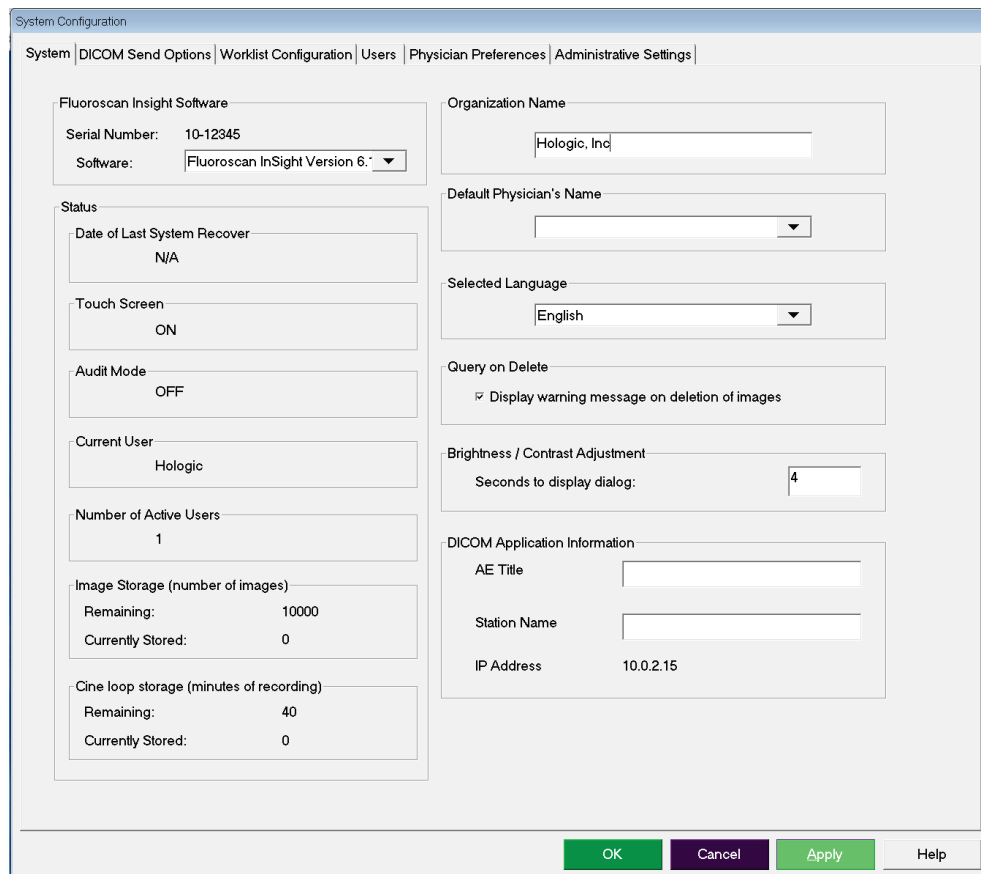 System Configuration
System DICOM Send Options Worklist Configuration Users Physician Preferences Administrative Settings
Fluoroscan Insight Software
Serial Number: 10-12345
Software: Fluoroscan InSight Version 6.1
Status
Date of Last System Recover
N/A
Touch Screen
ON
Audit Mode
OFF
Current User
Hologic
Number of Active Users
1
Image Storage (number of images)
Remaining: 10000
Currently Stored: 0
Cine loop storage (minutes of recording)
Remaining: 40
Currently Stored: 0
Organization Name
Hologic, Inc
Default Physician's Name
Selected Language
English
Query on Delete
Display warning message on deletion of images
Brightness / Contrast Adjustment
Seconds to display dialog: 4
DICOM Application Information
AE Title
Station Name
IP Address 10.0.2.15
OK Cancel Apply Help